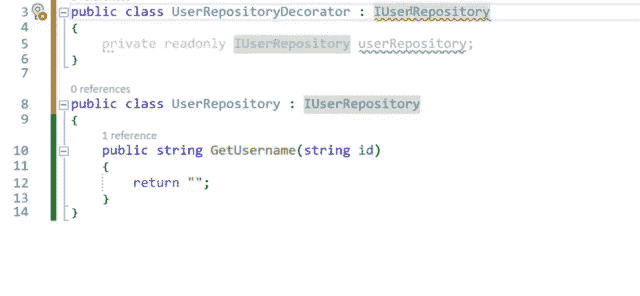 3 public class UserRepositoryDecorator : IUserRepository
4 {
5 private readonly IUserRepository userRepository;
6 }
7
0 references
8 public class UserRepository : IUserRepository
9 {
1 reference
10 public string GetUsername(string id)
11 {
12 return "";
13 }
14 }